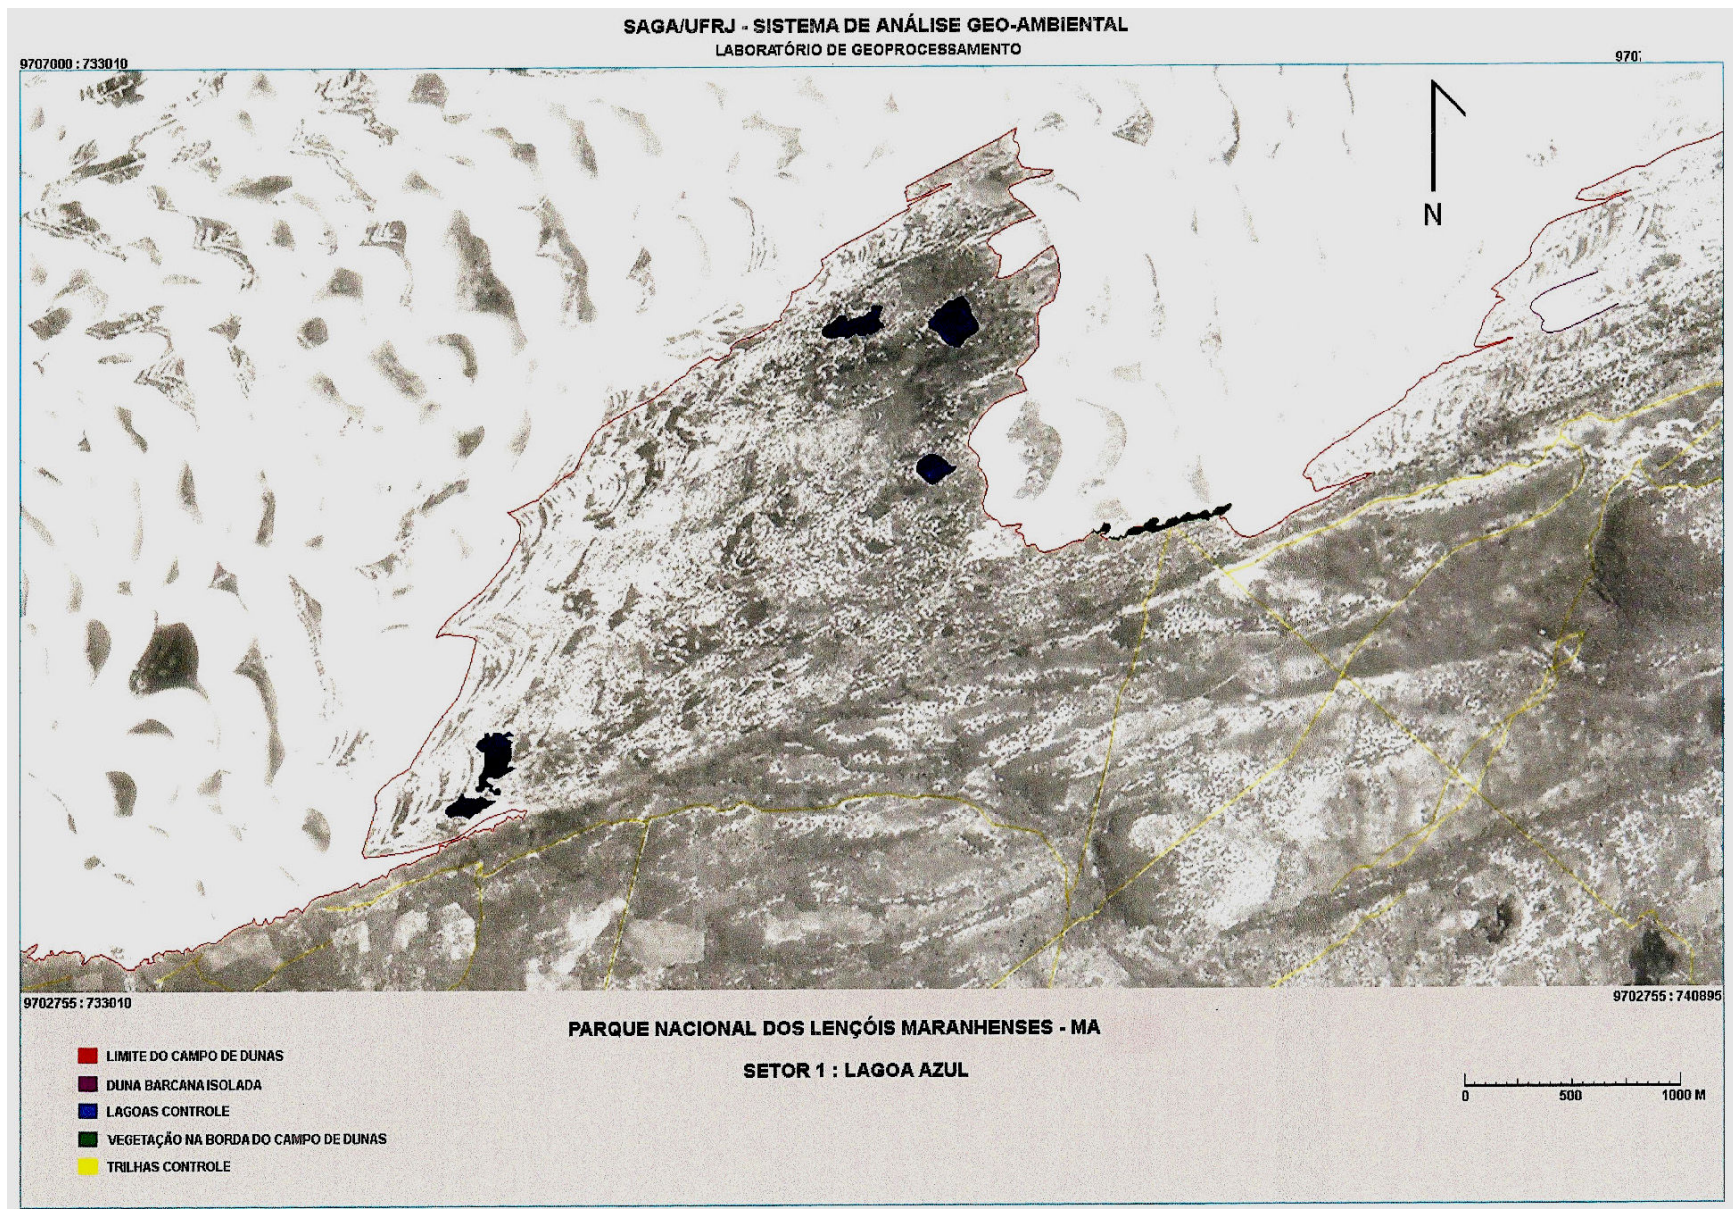 SAGA/UFRJ - SISTEMA DE ANÁLISE GEO-AMBIENTAL
LABORATÓRIO DE GEOPROCESSAMENTO
9707000 : 733010
970
N
9702755 : 733010
9702755 : 740895
PARQUE NACIONAL DOS LENÇÓIS MARANHENSES - MA
SETOR 1 : LAGOA AZUL
LIMITE DO CAMPO DE DUNAS
DUNA BARCANA ISOLADA
LAGOAS CONTROLE
VEGETAÇÃO NA BORDA DO CAMPO DE DUNAS
TRILHAS CONTROLE
0 500 1000 M